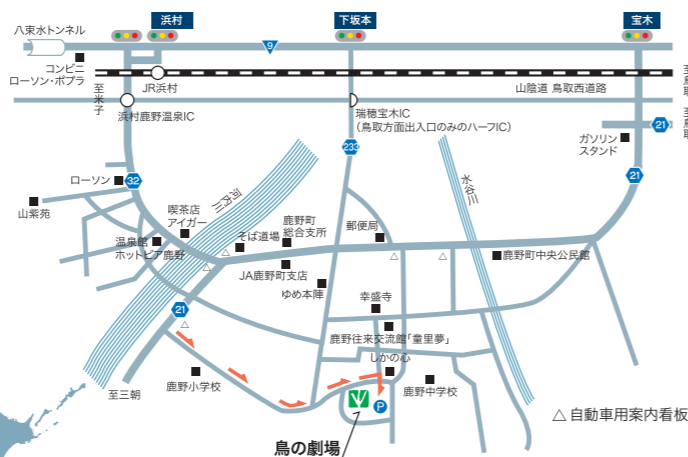 浜村
下坂本
宝木
八束水トンネル
9
コンビニ
ローソン・ポプラ
JR浜村
山陰道 鳥取西道路
至米子
浜村鹿野温泉IC
瑞穂宝木IC
（鳥取方面出入口のみのハーフIC）
21
ガソリン
スタンド
233
21
ローソン
32
山紫苑
河内川
水谷川
喫茶店
アイガー
鹿野町
総合支所
郵便局
そば道場
温泉館
ホットピア鹿野
鹿野町中央公民館
JA鹿野町支店
ゆめ本陣
幸盛寺
21
鹿野往来交流館「童里夢」
しかの心
鹿野小学校
鹿野中学校
至三朝
P
△自動車用案内看板
鳥の劇場